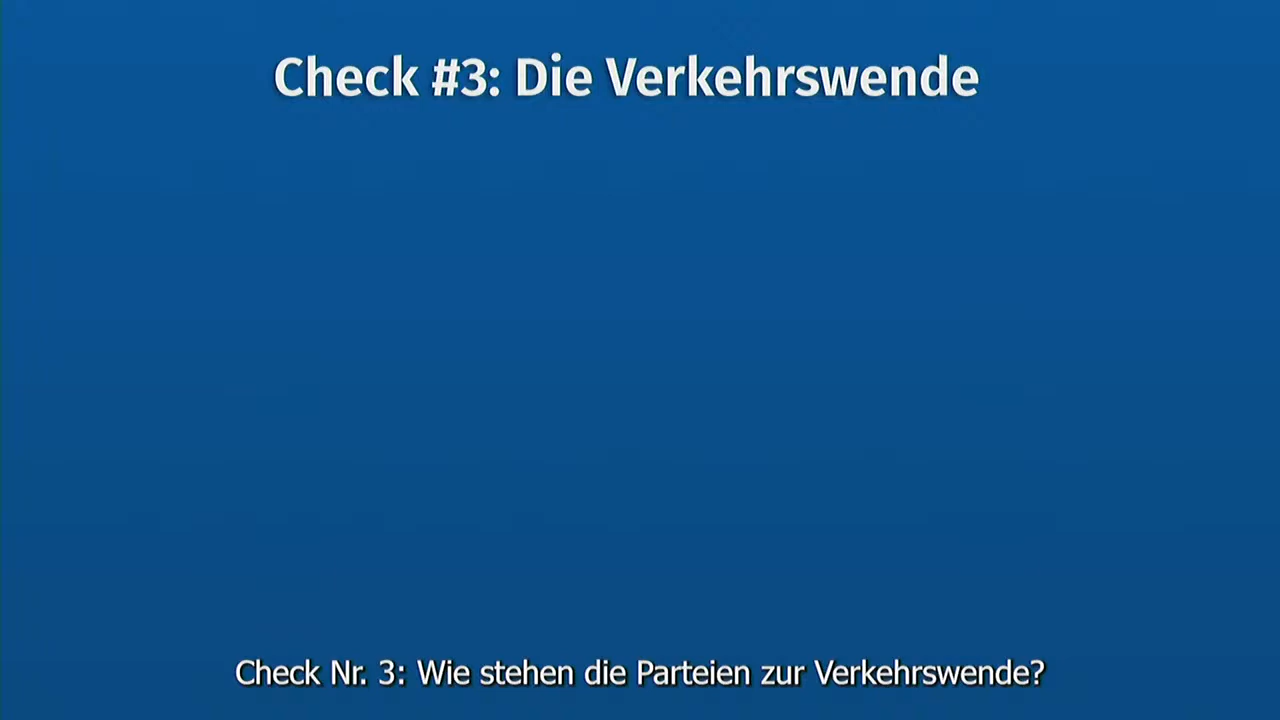 Check #3: Die Verkehrswende
Check Nr. 3: Wie stehen die Parteien zur Verkehrswende?